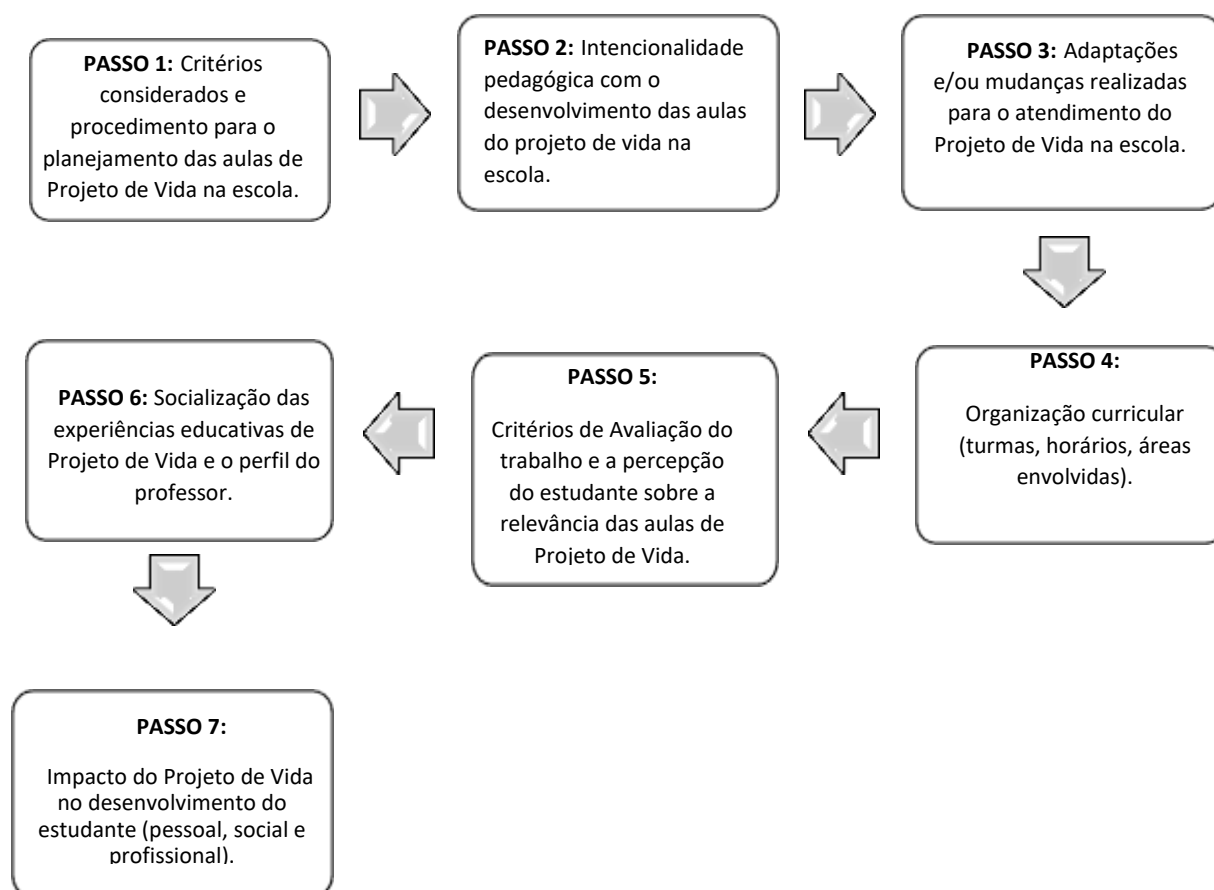 PASSO 1: Critérios
considerados e
procedimento para o
planejamento das aulas de
Projeto de Vida na escola.
PASSO 2: Intencionalidade
pedagógica com o
desenvolvimento das aulas
do projeto de vida na
escola.
PASSO 3: Adaptações
e/ou mudanças realizadas
para o atendimento do
Projeto de Vida na escola.
PASSO 4:
Organização curricular
(turmas, horários, áreas
envolvidas).
PASSO 5:
Critérios de Avaliação do
trabalho e a percepção
do estudante sobre a
relevância das aulas de
Projeto de Vida.
PASSO 6: Socialização das
experiências educativas de
Projeto de Vida e o perfil do
professor.
PASSO 7:
Impacto do Projeto de Vida
no desenvolvimento do
estudante (pessoal, social e
profissional).